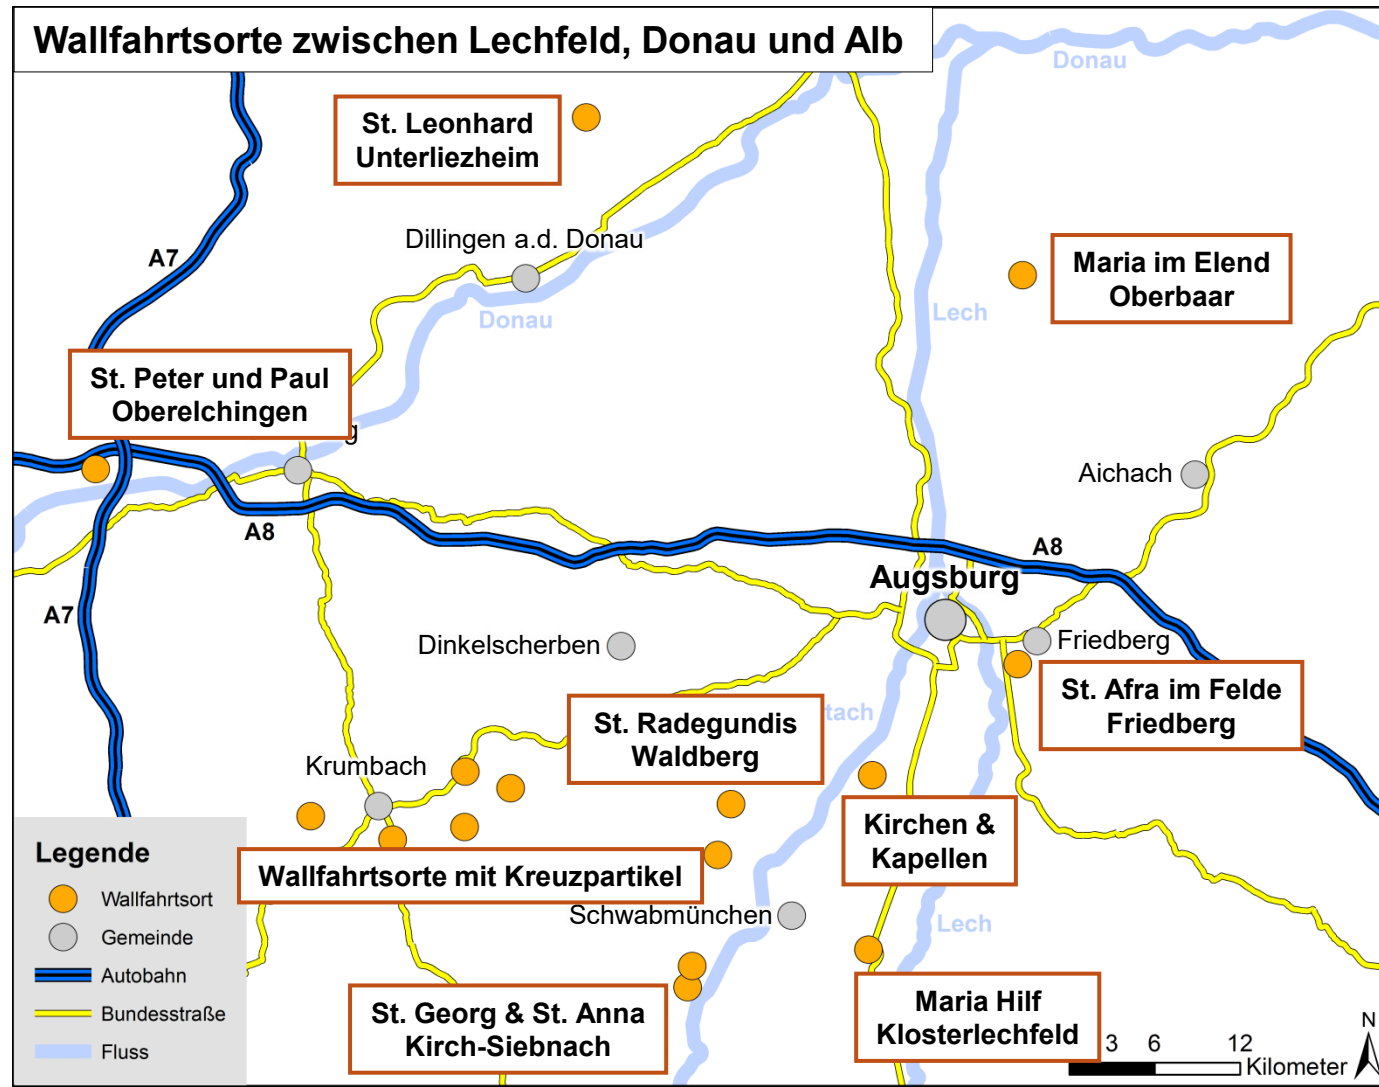 Wallfahrtsorte zwischen Lechfeld, Donau und Alb
Donau
St. Leonhard
Unterliezheim
Dillingen a.d. Donau
A7
Maria im Elend
Oberbaar
Lech
Donau
St. Peter und Paul
Oberelchingen
g
Aichach
A8
A8
Augsburg
A7
Dinkelscherben
Friedberg
St. Afra im Felde
Friedberg
St. Radegundis
Waldberg
tach
Krumbach
Kirchen &
Kapellen
Wallfahrtsorte mit Kreuzpartikel
Schwabmünchen
Lech
St. Georg & St. Anna
Kirch-Siebnach
Maria Hilf
Klosterlechfeld
Legende
Wallfahrtsort
Gemeinde
Autobahn
Bundesstraße
Fluss
N
3 6 12
Kilometer